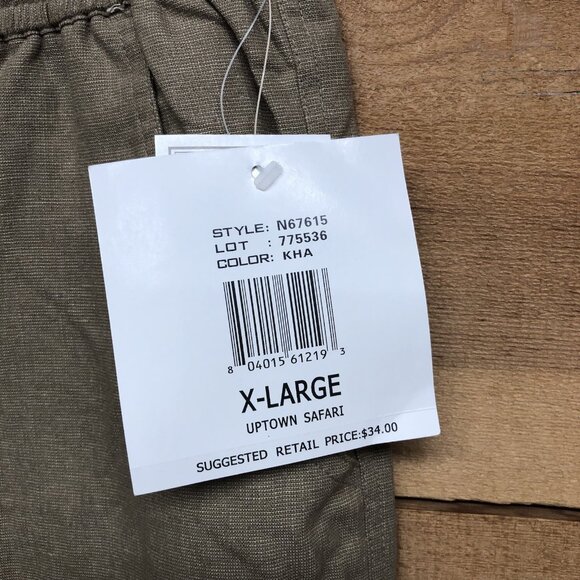 STYLE: N67615
LOT : 775536
COLOR: KHA
8 04015 61219 3
X-LARGE
UPTOWN SAFARI
SUGGESTED RETAIL PRICE:$34.00